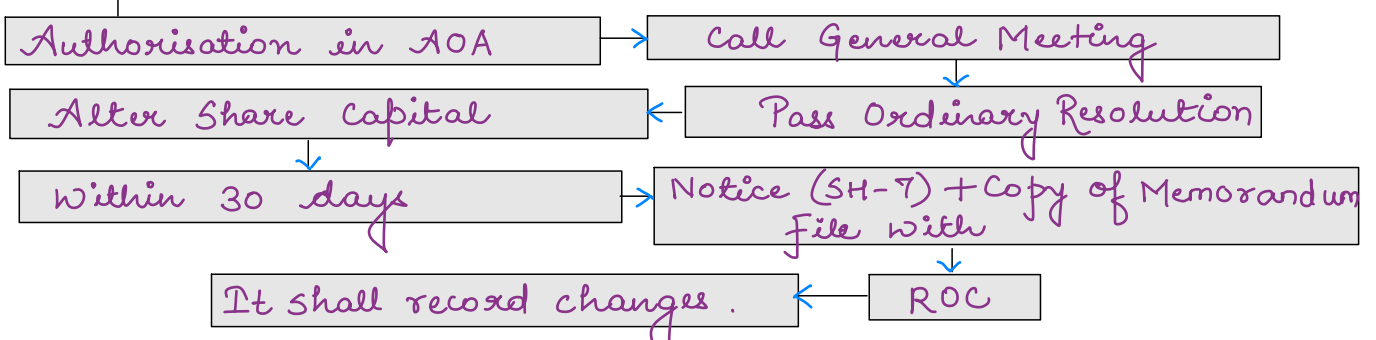 Authorisation in AOA
Call General Meeting
Pass Ordinary Resolution
Alter Share Capital
Within 30 days
Notice (SH-7) + Copy of Memorandum
File with
ROC
It shall record changes.